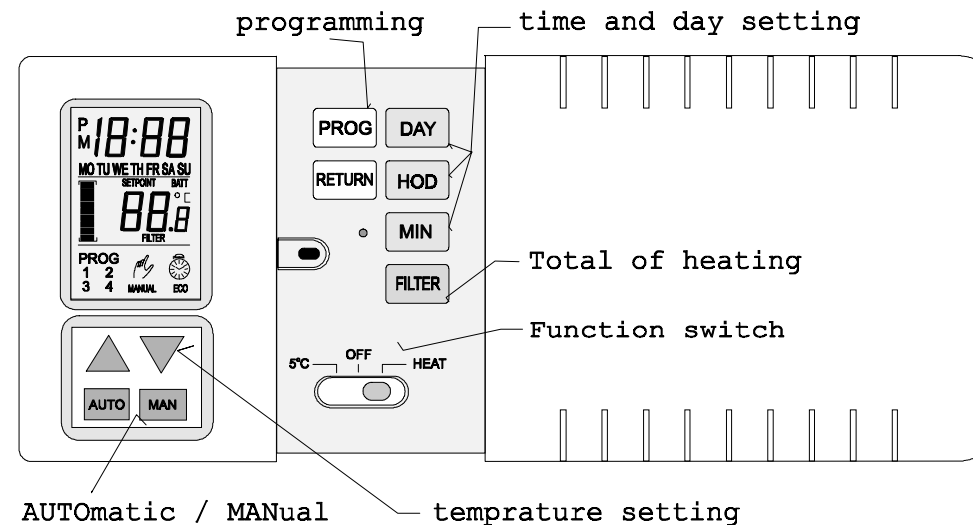 programming
time and day setting
PM 18:88
MO TU WE TH FR SA SU
SETPOINT BATT
88.8 °C
FILTER
PROG
1 2
3 4
MANUAL ECO
AUTO MAN
PROG DAY
RETURN HOD
MIN
FILTER
Total of heating
Function switch
5°C OFF HEAT
AUTOmatic / MANual
temprature setting